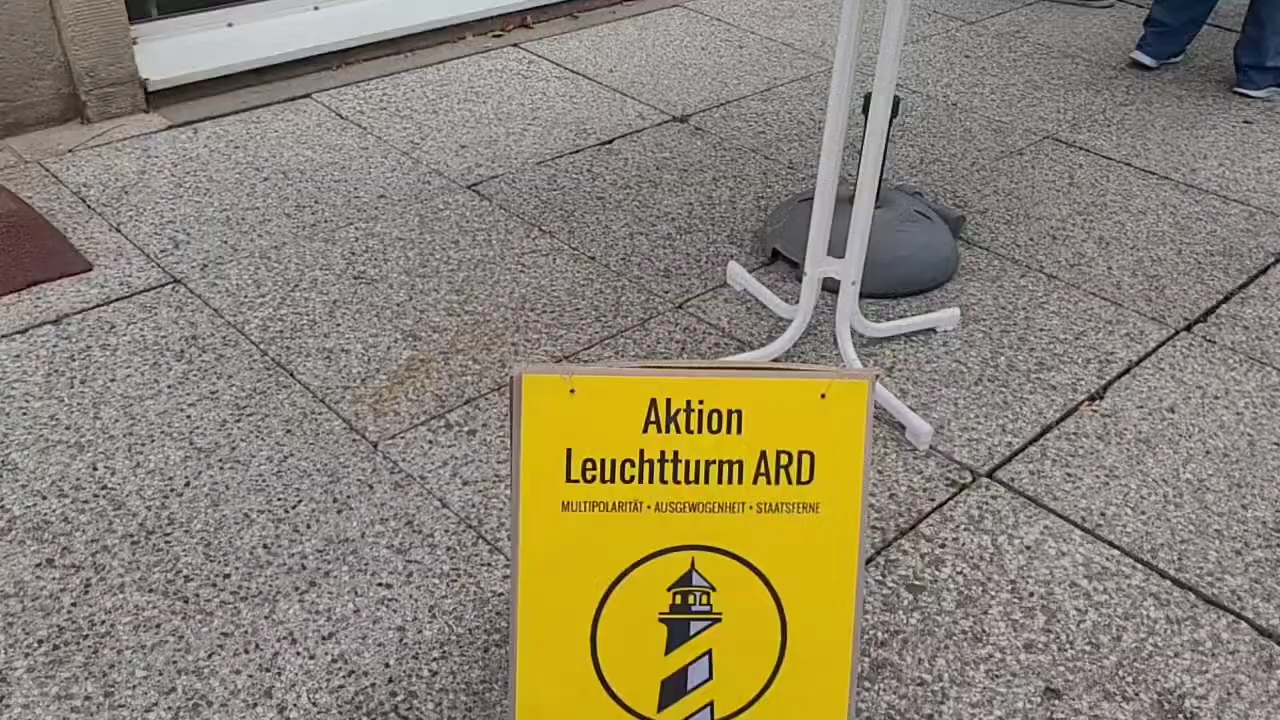 Aktion
Leuchtturm ARD
MULTIPOLARITÄT • AUSGEWOGENHEIT • STAATSFERNE